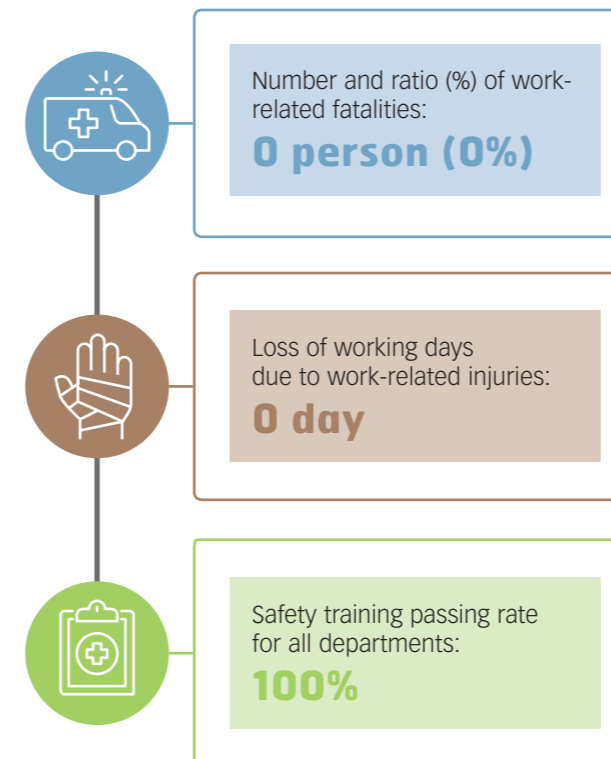 Number and ratio (%) of work-
related fatalities:
0 person (0%)
Loss of working days
due to work-related injuries:
0 day
Safety training passing rate
for all departments:
100%